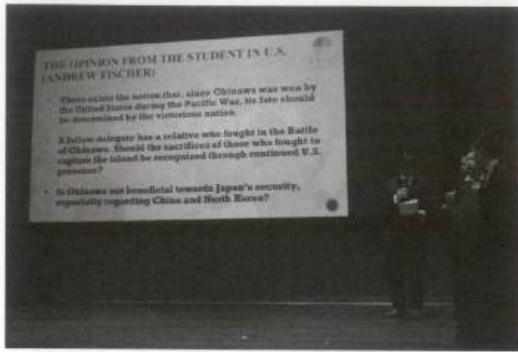 THE OPINION FROM THE STUDENT IN U.S.
(ANDREW FISCHER)
There exists the notion that, since Okinawa was won by
the United States during the Pacific War, its fate should
be determined by the victorious nation.
A fellow delegate has a relative who fought in the Battle
of Okinawa. Should the sacrifices of those who fought to
capture the island be recognized through continued U.S.
presence?
Is Okinawa not beneficial towards Japan's security,
especially regarding China and North Korea?